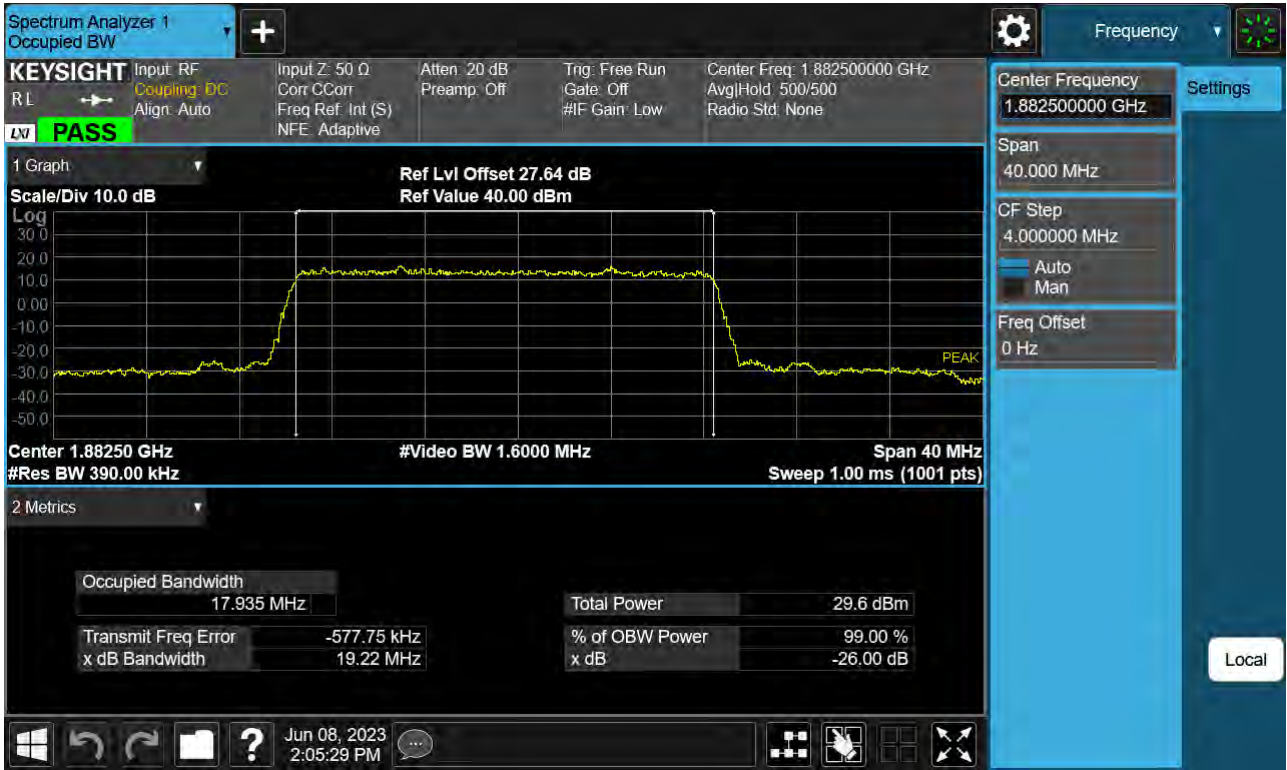 Spectrum Analyzer 1
Occupied BW
Frequency
KEYSIGHT
RL
LXI
PASS
Input: RF
Coupling: DC
Align: Auto
Input Z: 50 Ω
Corr CCorr
Freq Ref: Int (S)
NFE: Adaptive
Atten: 20 dB
Preamp: Off
Trig: Free Run
Gate: Off
#IF Gain: Low
Center Freq: 1.882500000 GHz
Avg|Hold: 500/500
Radio Std: None
Center Frequency
1.882500000 GHz
Settings
Span
40.000 MHz
CF Step
4.000000 MHz
Auto
Man
Freq Offset
0 Hz
Local
1 Graph
Scale/Div 10.0 dB
Ref Lvl Offset 27.64 dB
Ref Value 40.00 dBm
Log
30.0
20.0
10.0
0.00
-10.0
-20.0
-30.0
-40.0
-50.0
PEAK
Center 1.88250 GHz
#Video BW 1.6000 MHz
Span 40 MHz
#Res BW 390.00 kHz
Sweep 1.00 ms (1001 pts)
2 Metrics
Occupied Bandwidth
17.935 MHz
Total Power 29.6 dBm
Transmit Freq Error -577.75 kHz
% of OBW Power 99.00 %
x dB Bandwidth 19.22 MHz
x dB -26.00 dB
?
Jun 08, 2023
2:05:29 PM